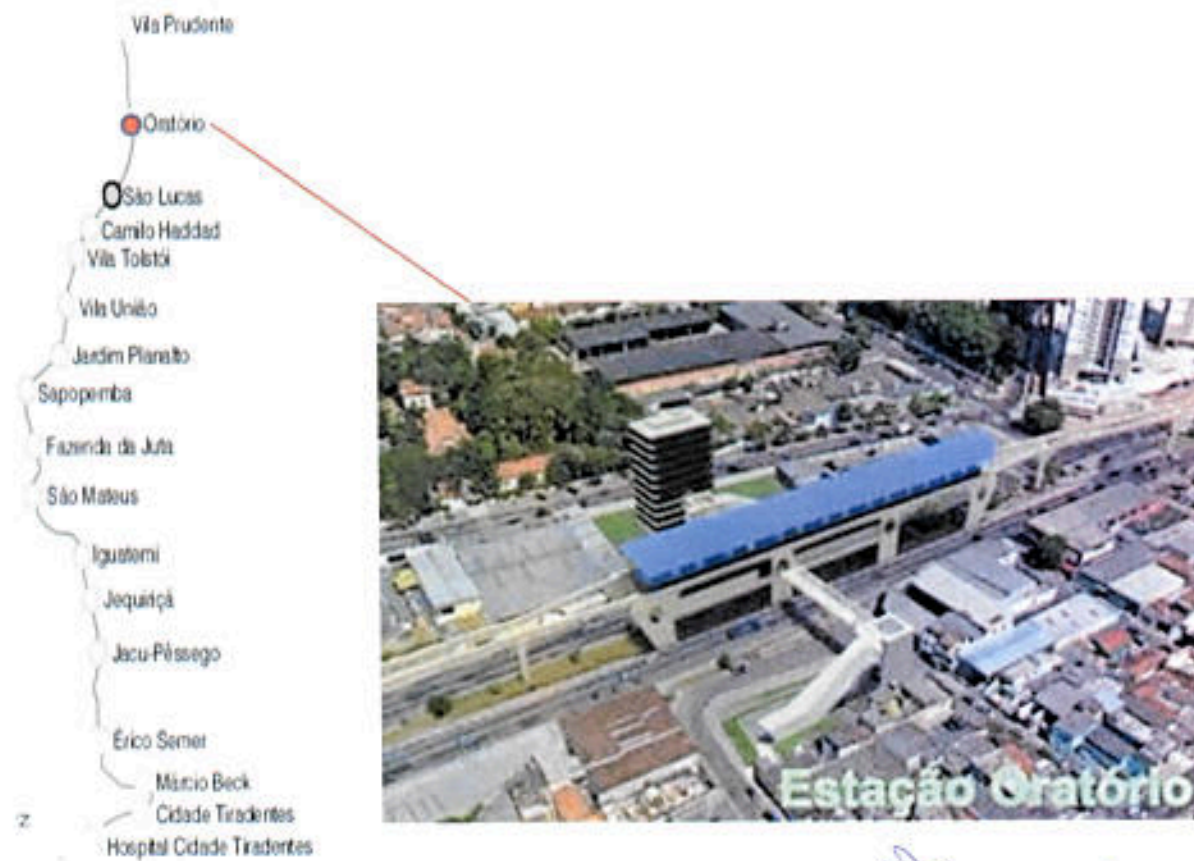 Vila Prudente
Oratório
São Lucas
Camilo Haddad
Vila Tolstói
Vila União
Jardim Planalto
Sapopemba
Fazenda da Juta
São Mateus
Iguatemi
Jequiriçá
Jacu-Pêssego
Érico Semer
Márcio Beck
Cidade Tiradentes
Hospital Cidade Tiradentes
Estação Oratório